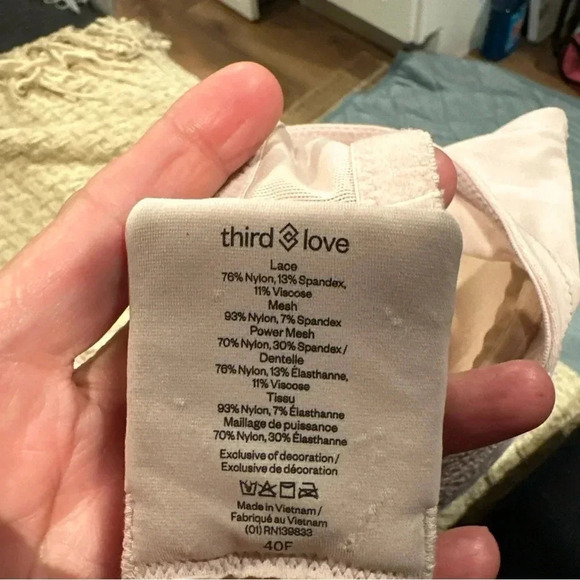 third love
Lace
76% Nylon, 13% Spandex,
11% Viscose
Mesh
93% Nylon, 7% Spandex
Power Mesh
70% Nylon, 30% Spandex /
Dentelle
76% Nylon, 13% Élasthanne,
11% Viscose
Tissu
93% Nylon, 7% Élasthanne
Maillage de puissance
70% Nylon, 30% Élasthanne
Exclusive of decoration /
Exclusive de décoration
Made in Vietnam /
Fabriqué au Vietnam
(01) RN139833
40F